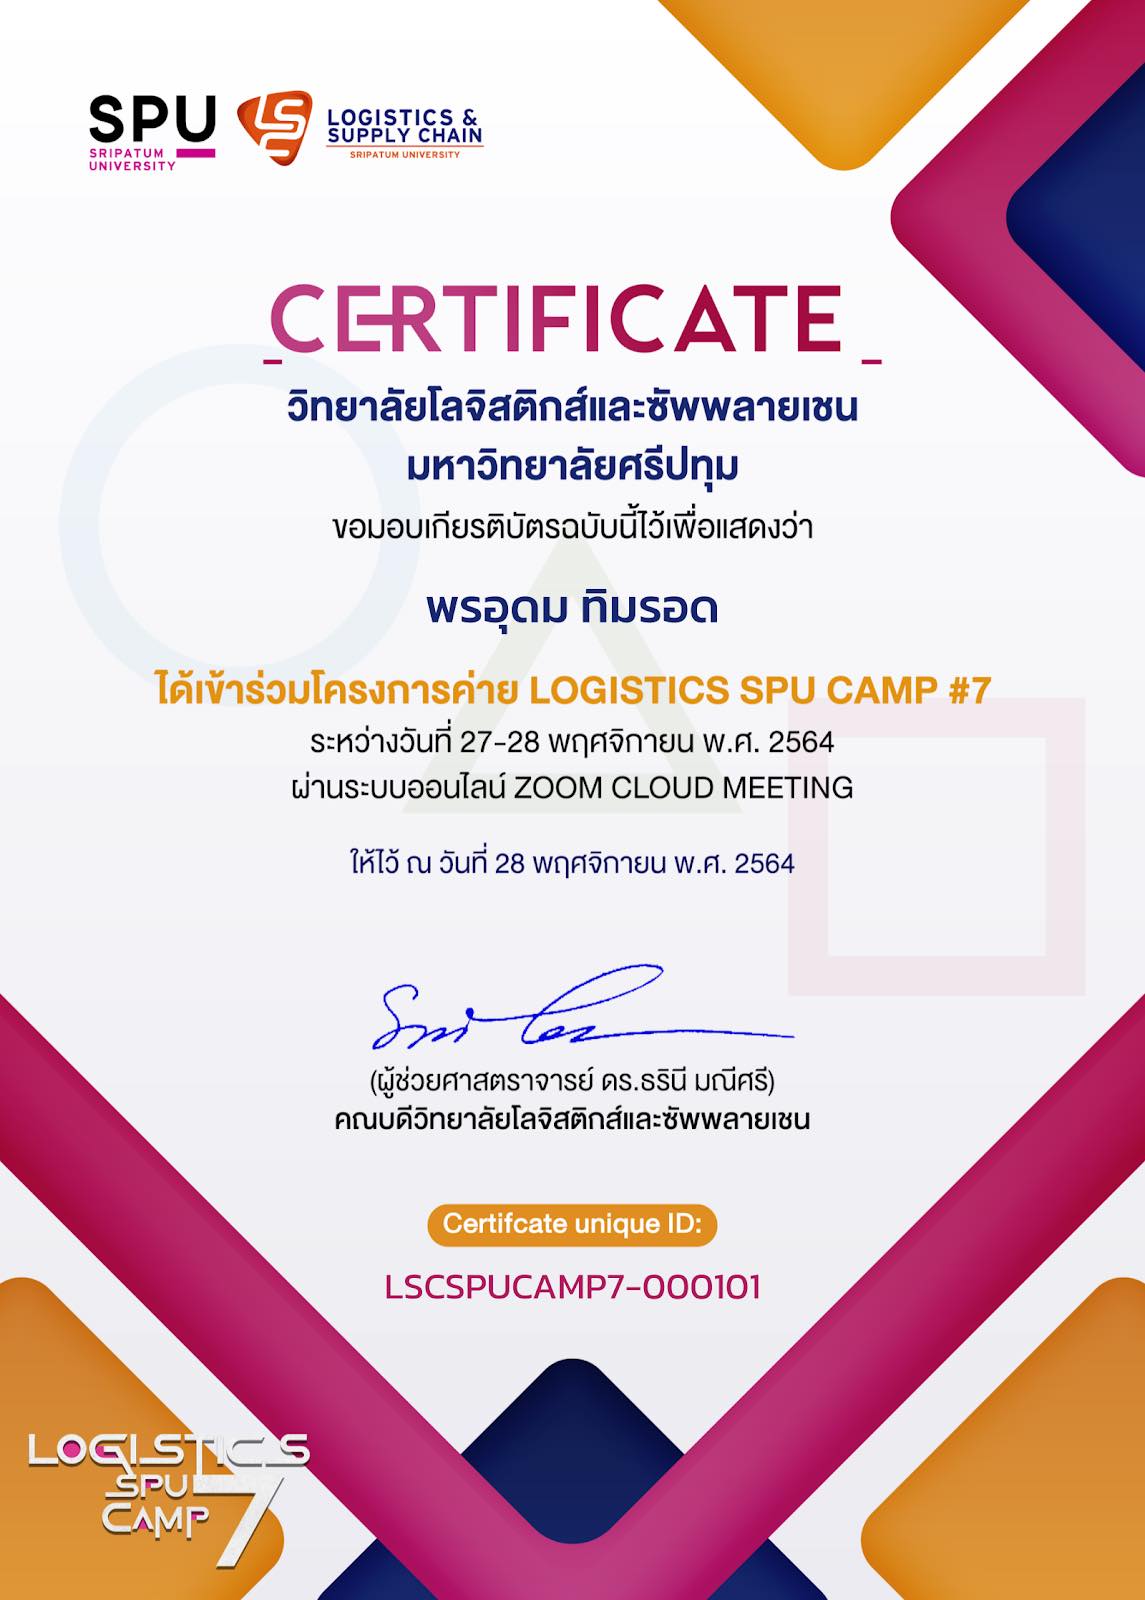 SPU
SRIPATUM
UNIVERSITY
LSC
LOGISTICS &
SUPPLY CHAIN
SRIPATUM UNIVERSITY
_CERTIFICATE_
วิทยาลัยโลจิสติกส์และซัพพลายเชน
มหาวิทยาลัยศรีปทุม
ขอมอบเกียรติบัตรฉบับนี้ไว้เพื่อแสดงว่า
พรอุดม ทิมรอด
ได้เข้าร่วมโครงการค่าย LOGISTICS SPU CAMP #7
ระหว่างวันที่ 27-28 พฤศจิกายน พ.ศ. 2564
ผ่านระบบออนไลน์ ZOOM CLOUD MEETING
ให้ไว้ ณ วันที่ 28 พฤศจิกายน พ.ศ. 2564
(ผู้ช่วยศาสตราจารย์ ดร.ธรินี มณีศรี)
คณบดีวิทยาลัยโลจิสติกส์และซัพพลายเชน
Certifcate unique ID:
LSCSPUCAMP7-000101
LOGISTICS
SPU
CAMP 7